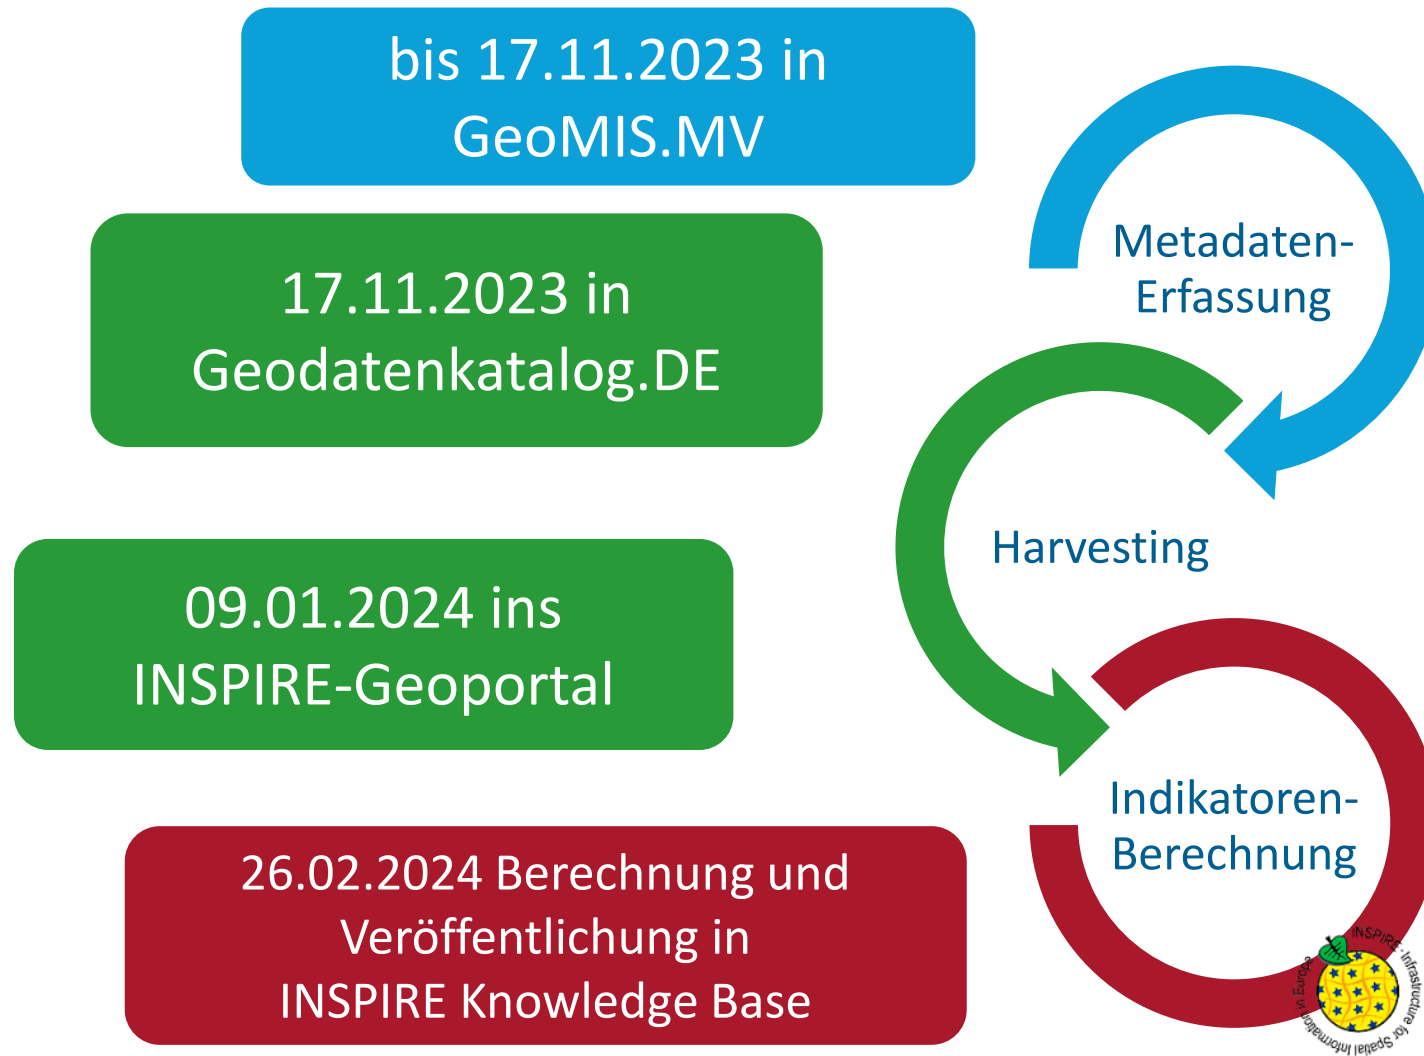 bis 17.11.2023 in
GeoMIS.MV
Metadaten-
Erfassung
17.11.2023 in
Geodatenkatalog.DE
Harvesting
09.01.2024 ins
INSPIRE-Geoportal
Indikatoren-
Berechnung
26.02.2024 Berechnung und
Veröffentlichung in
INSPIRE Knowledge Base
INSPIRE - Infrastructure for Spatial Information in Europe